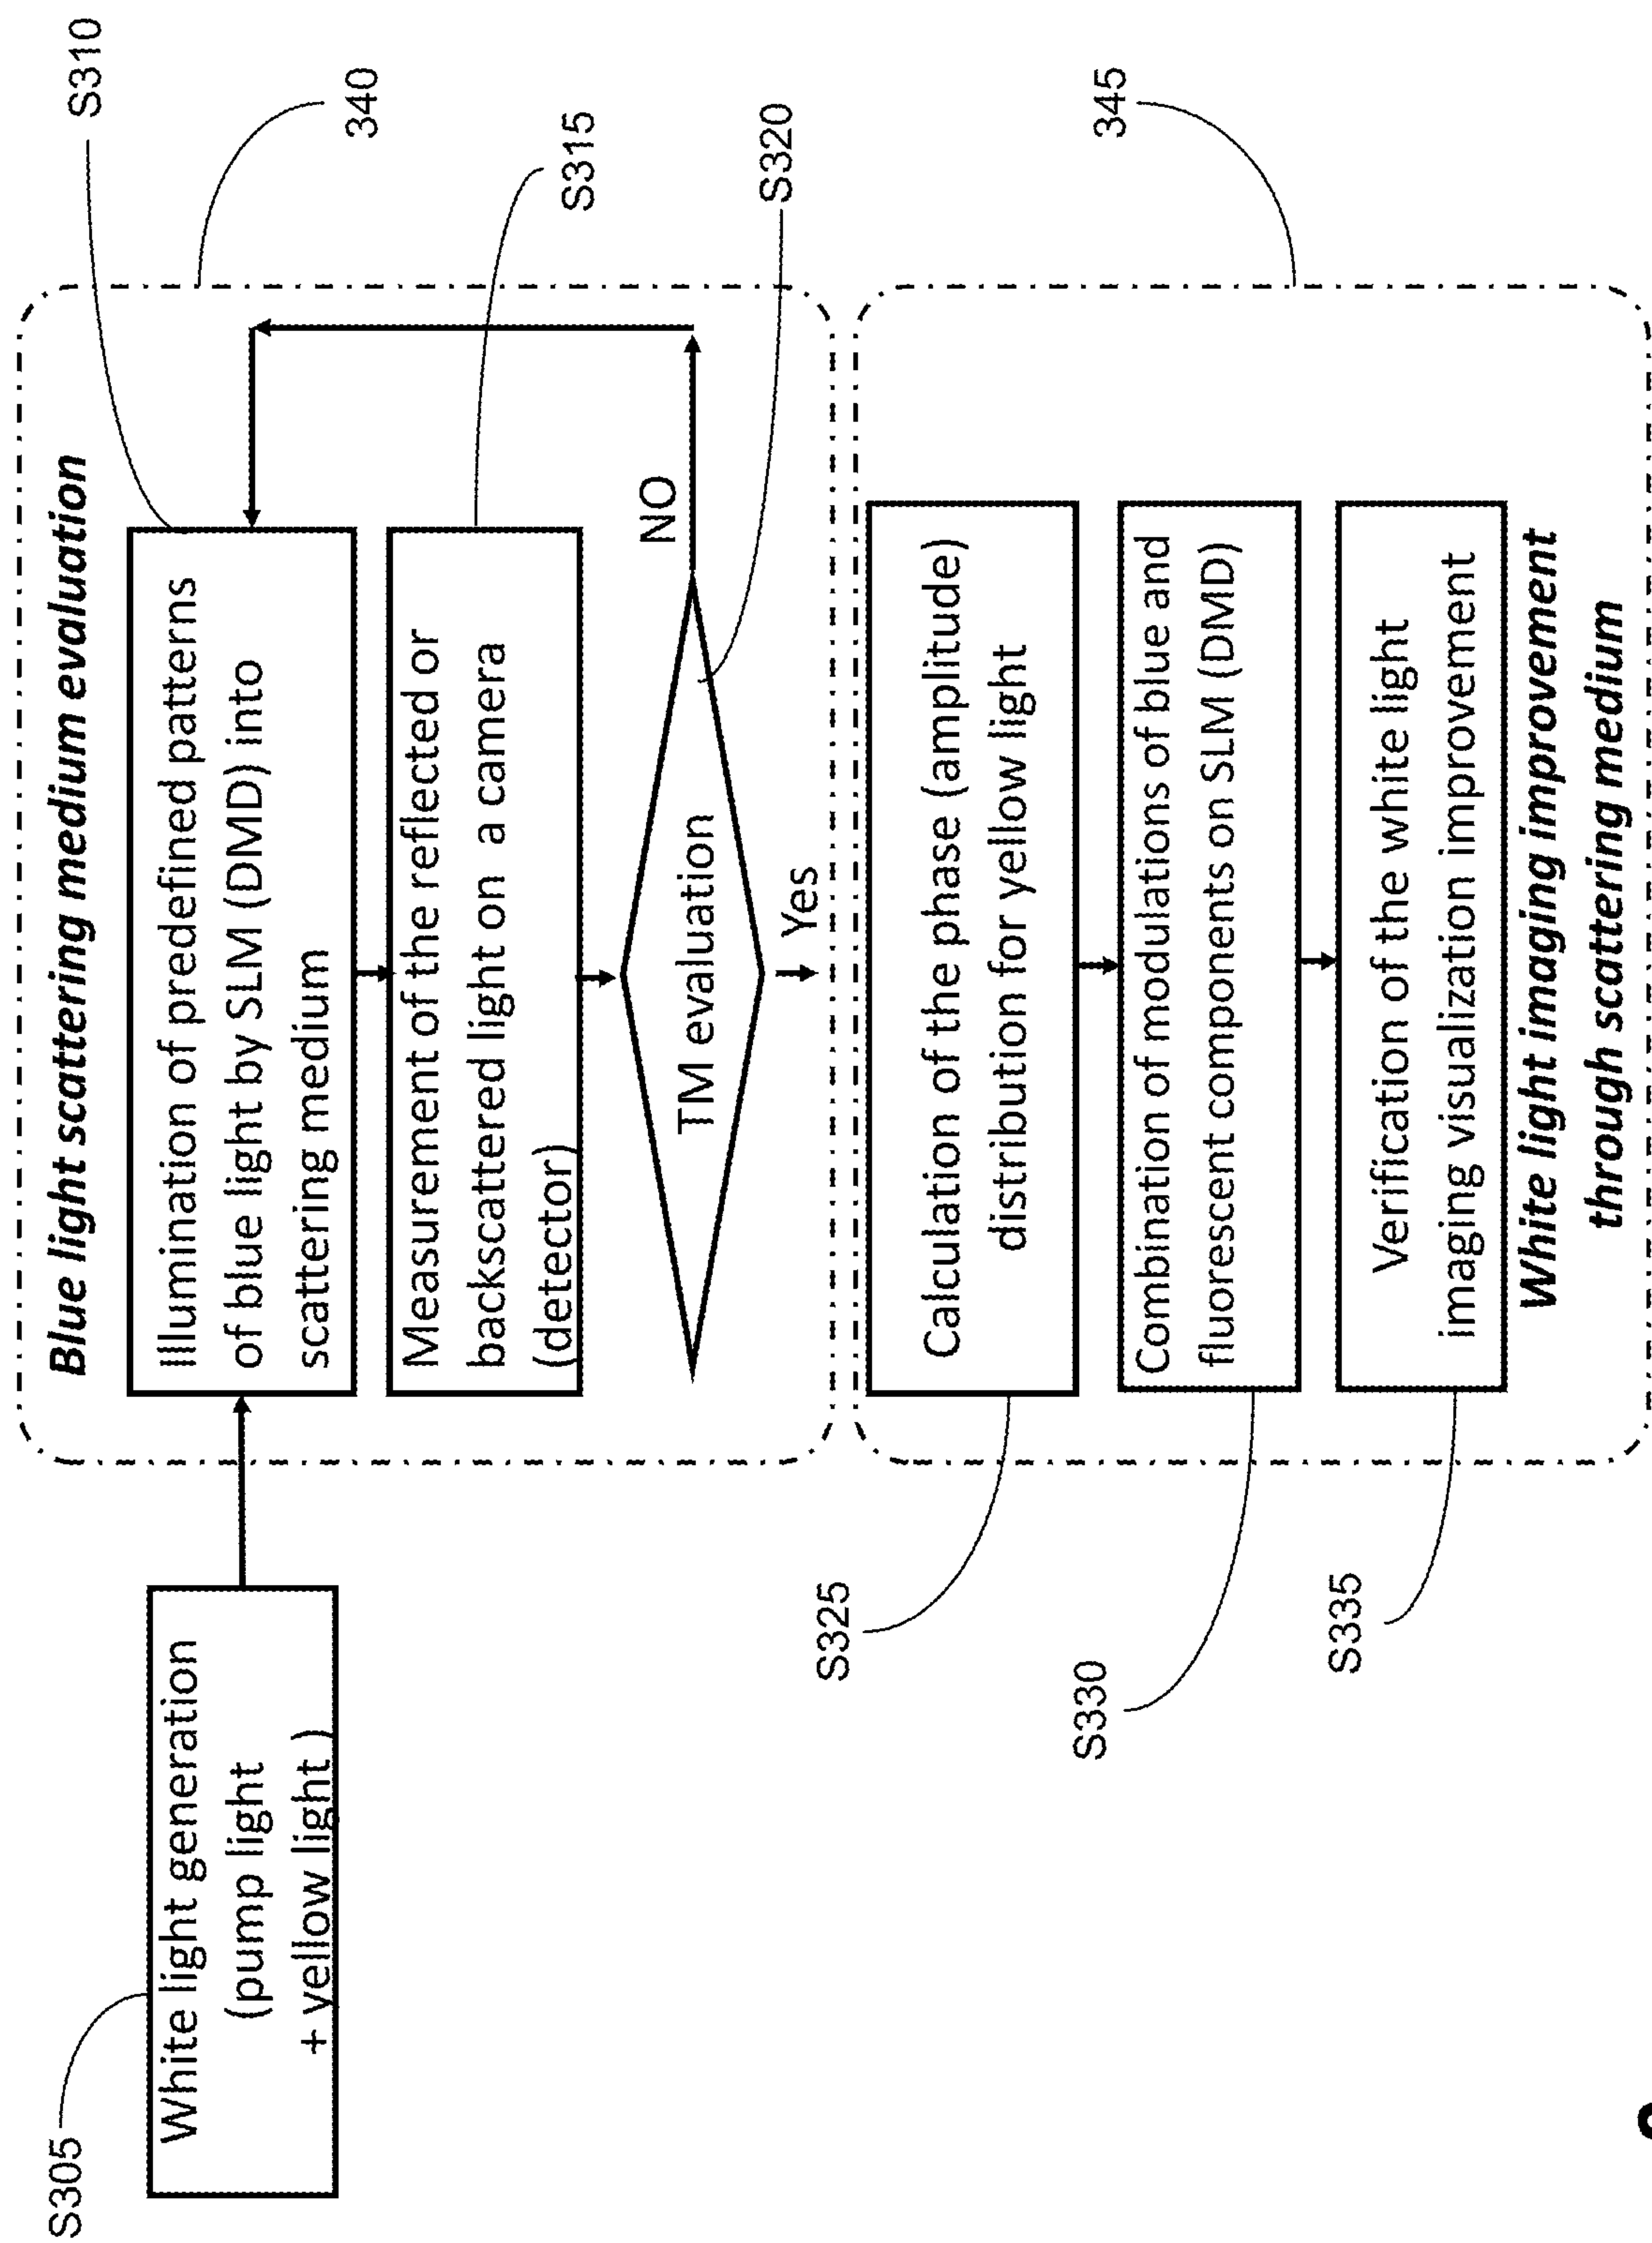 S305
White light generation
(pump light
+ yellow light )
Blue light scattering medium evaluation
Illumination of predefined patterns
of blue light by SLM (DMD) into
scattering medium
S310
340
Measurement of the reflected or
backscattered light on a camera
(detector)
S315
TM evaluation
NO
S320
Yes
345
S325
Calculation of the phase (amplitude)
distribution for yellow light
S330
Combination of modulations of blue and
fluorescent components on SLM (DMD)
S335
Verification of the white light
imaging visualization improvement
White light imaging improvement
through scattering medium